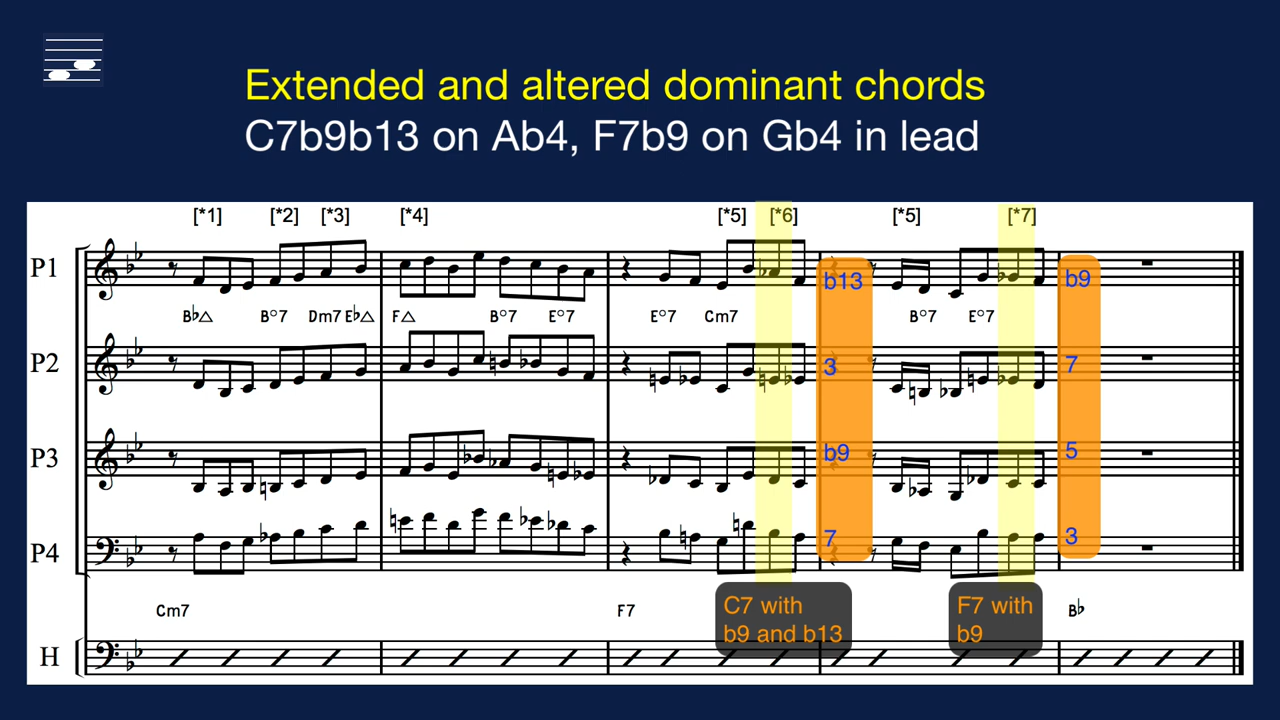 Extended and altered dominant chords
C7b9b13 on Ab4, F7b9 on Gb4 in lead
[*1] [*2] [*3] [*4] [*5] [*6] [*5] [*7]
P1
b13 b9
B♭△ B°7 Dm7 E♭△ F△ B°7 E°7 E°7 Cm7 B°7 E°7
P2
3 7
P3
b9 5
P4
7 3
Cm7 F7 B♭
C7 with
b9 and b13
F7 with
b9
H